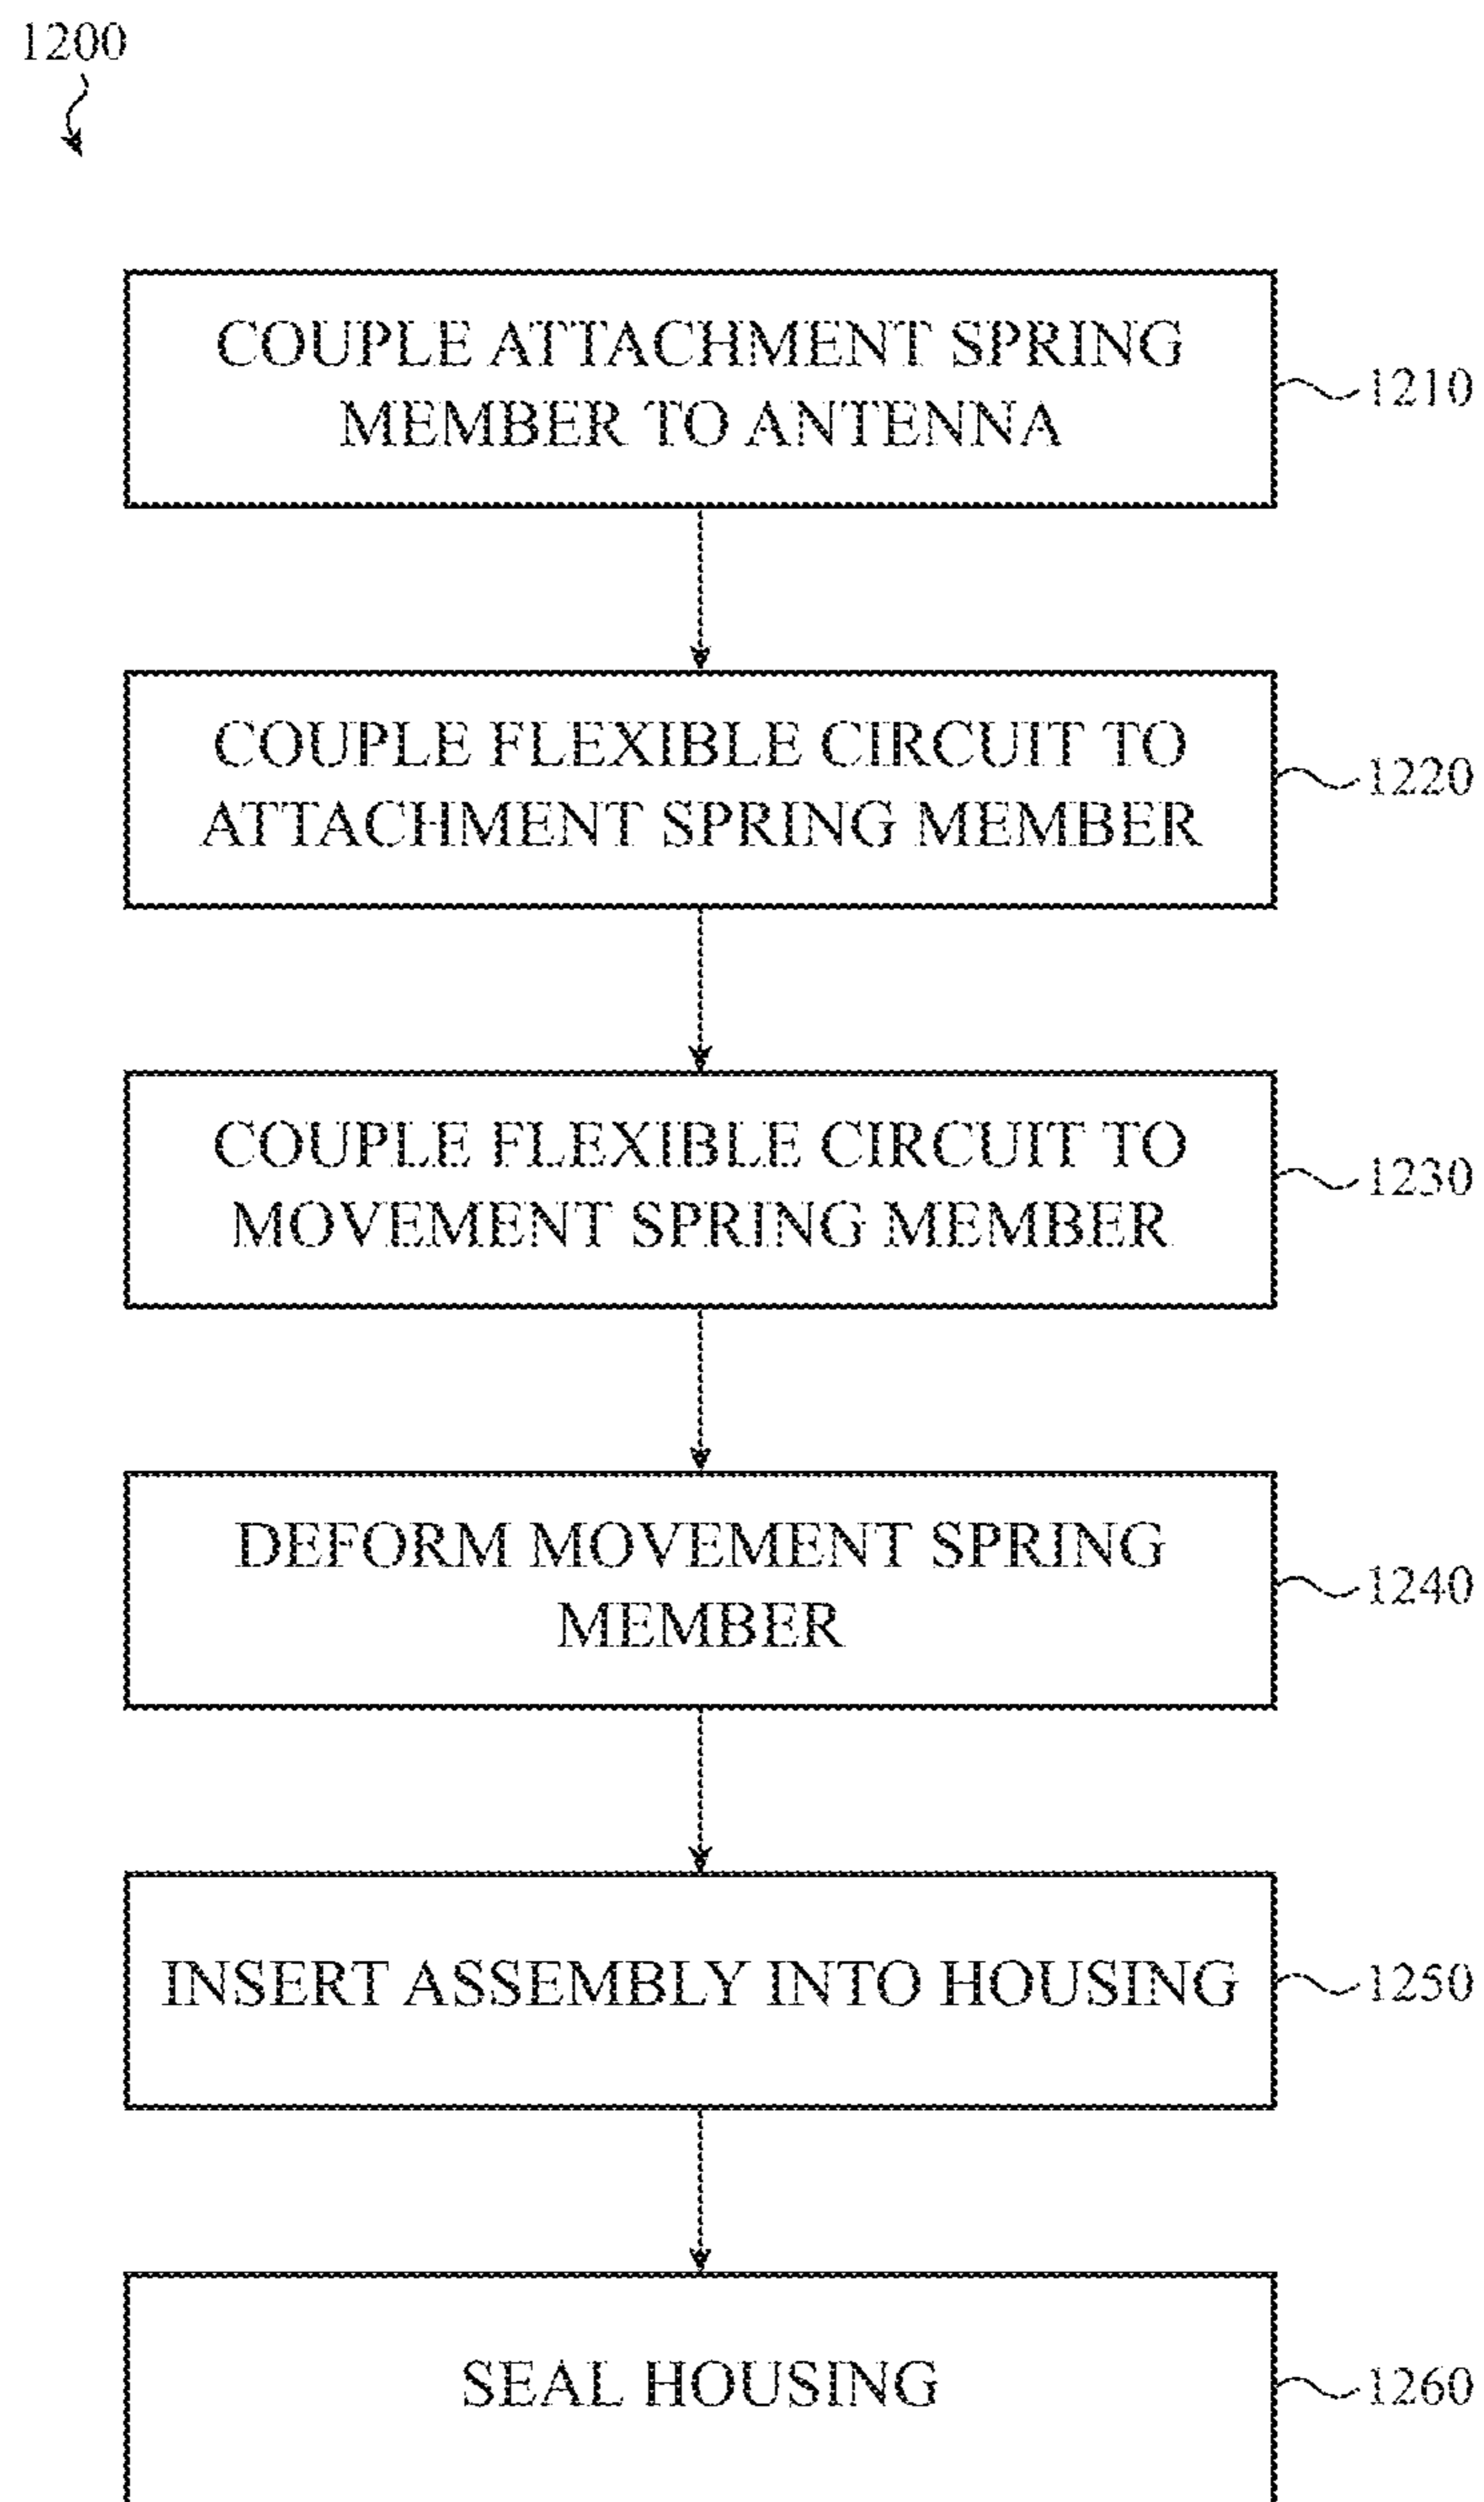 1200
COUPLE ATTACHMENT SPRING
MEMBER TO ANTENNA
1210
COUPLE FLEXIBLE CIRCUIT TO
ATTACHMENT SPRING MEMBER
1220
COUPLE FLEXIBLE CIRCUIT TO
MOVEMENT SPRING MEMBER
1230
DEFORM MOVEMENT SPRING
MEMBER
1240
INSERT ASSEMBLY INTO HOUSING
1250
SEAL HOUSING
1260